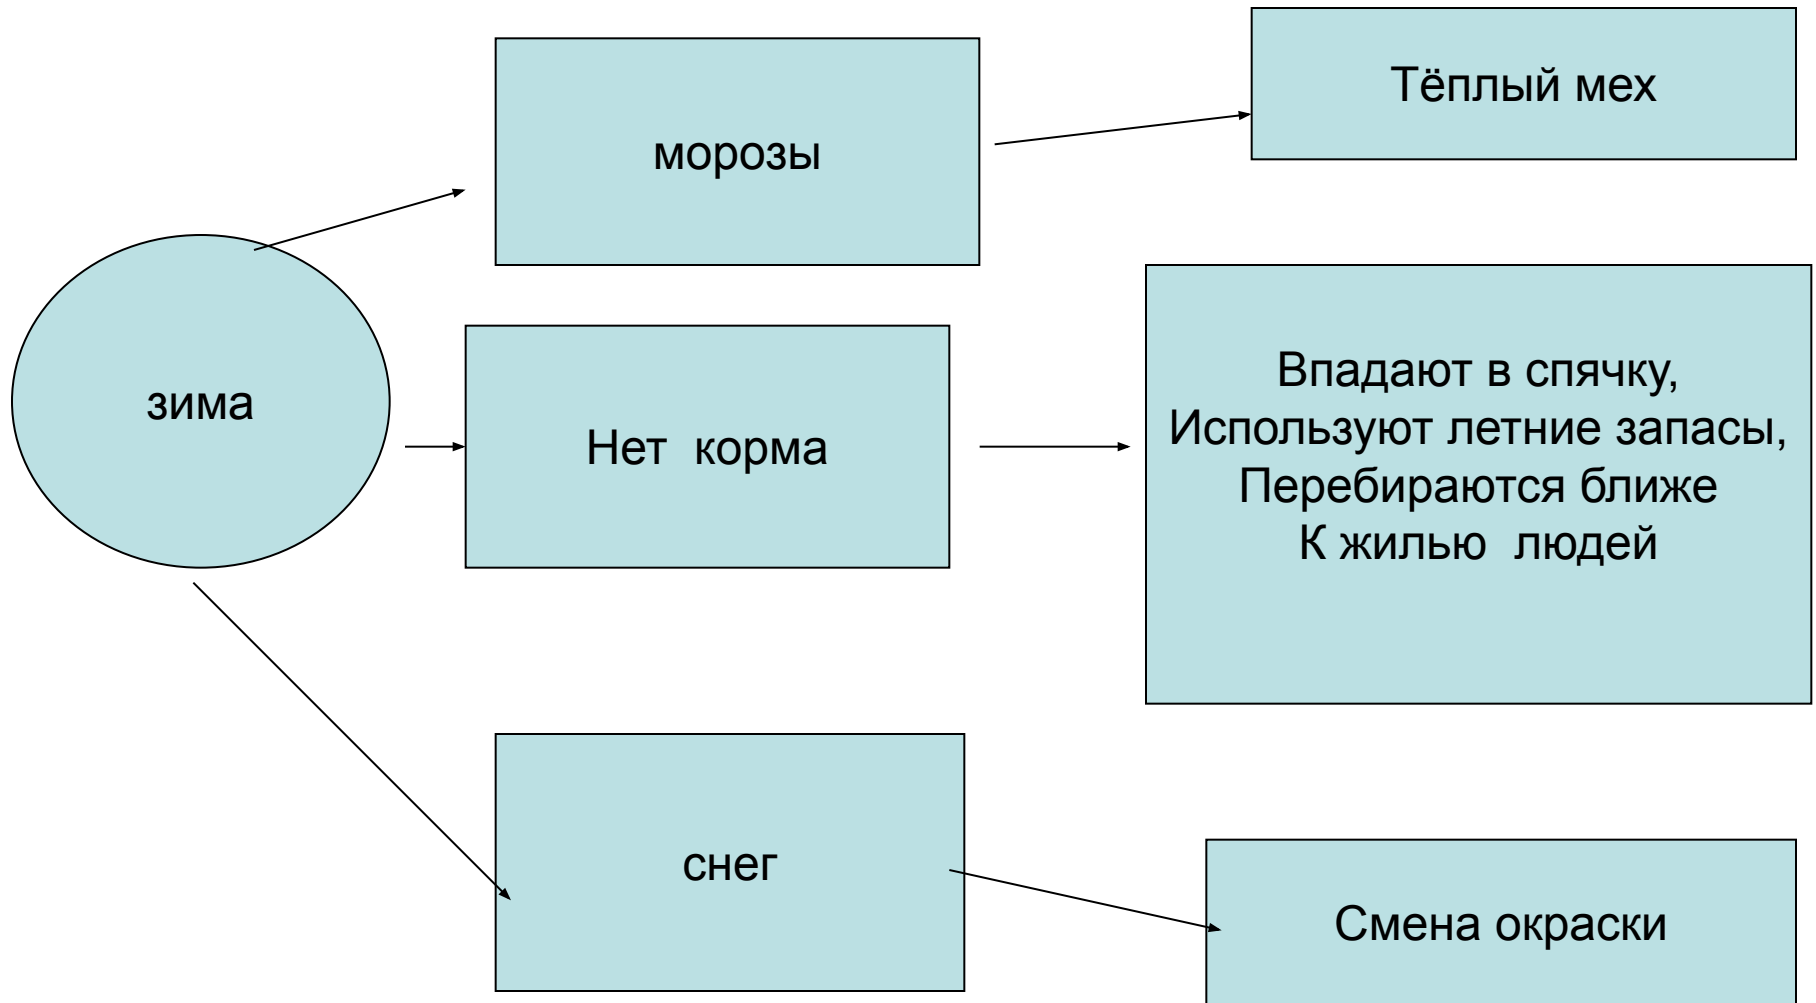 зима
морозы
Тёплый мех
Нет корма
Впадают в спячку,
Используют летние запасы,
Перебираются ближе
К жилью людей
снег
Смена окраски